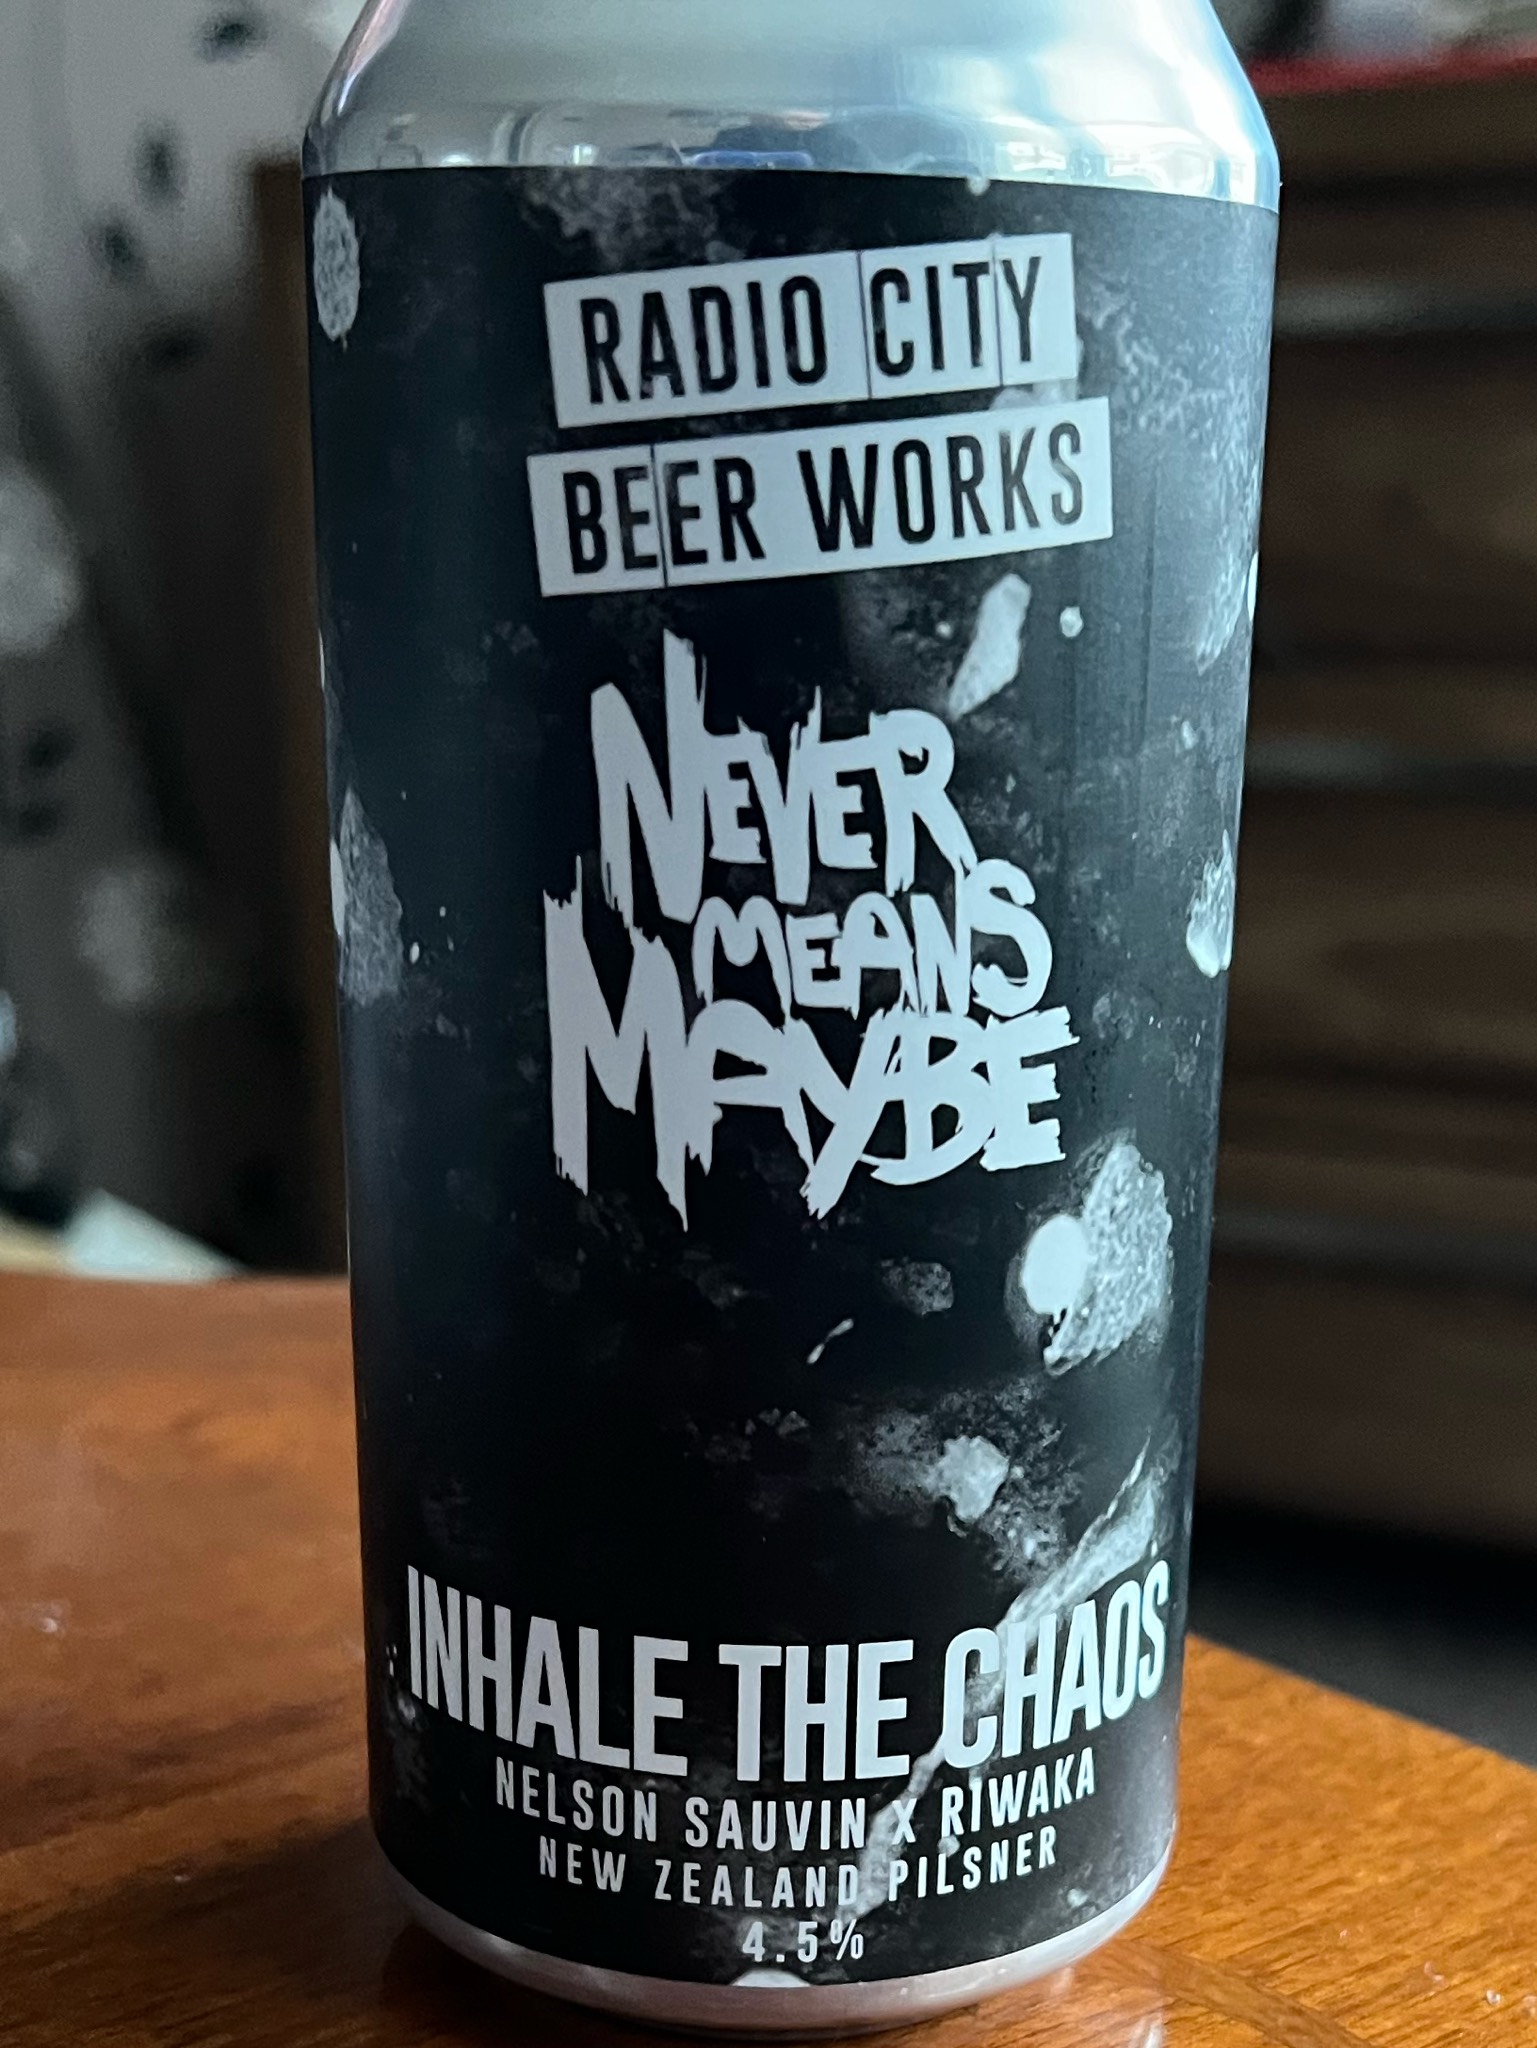 RADIO CITY
BEER WORKS
NEVER
MEANS
MAYBE
INHALE THE CHAOS
NELSON SAUVIN X RIWAKA
NEW ZEALAND PILSNER
4.5%